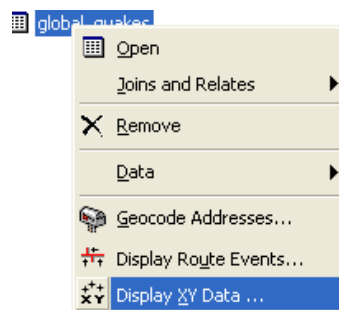 global_quakes
Open
Joins and Relates
Remove
Data
Geocode Addresses...
Display Route Events...
Display XY Data ...